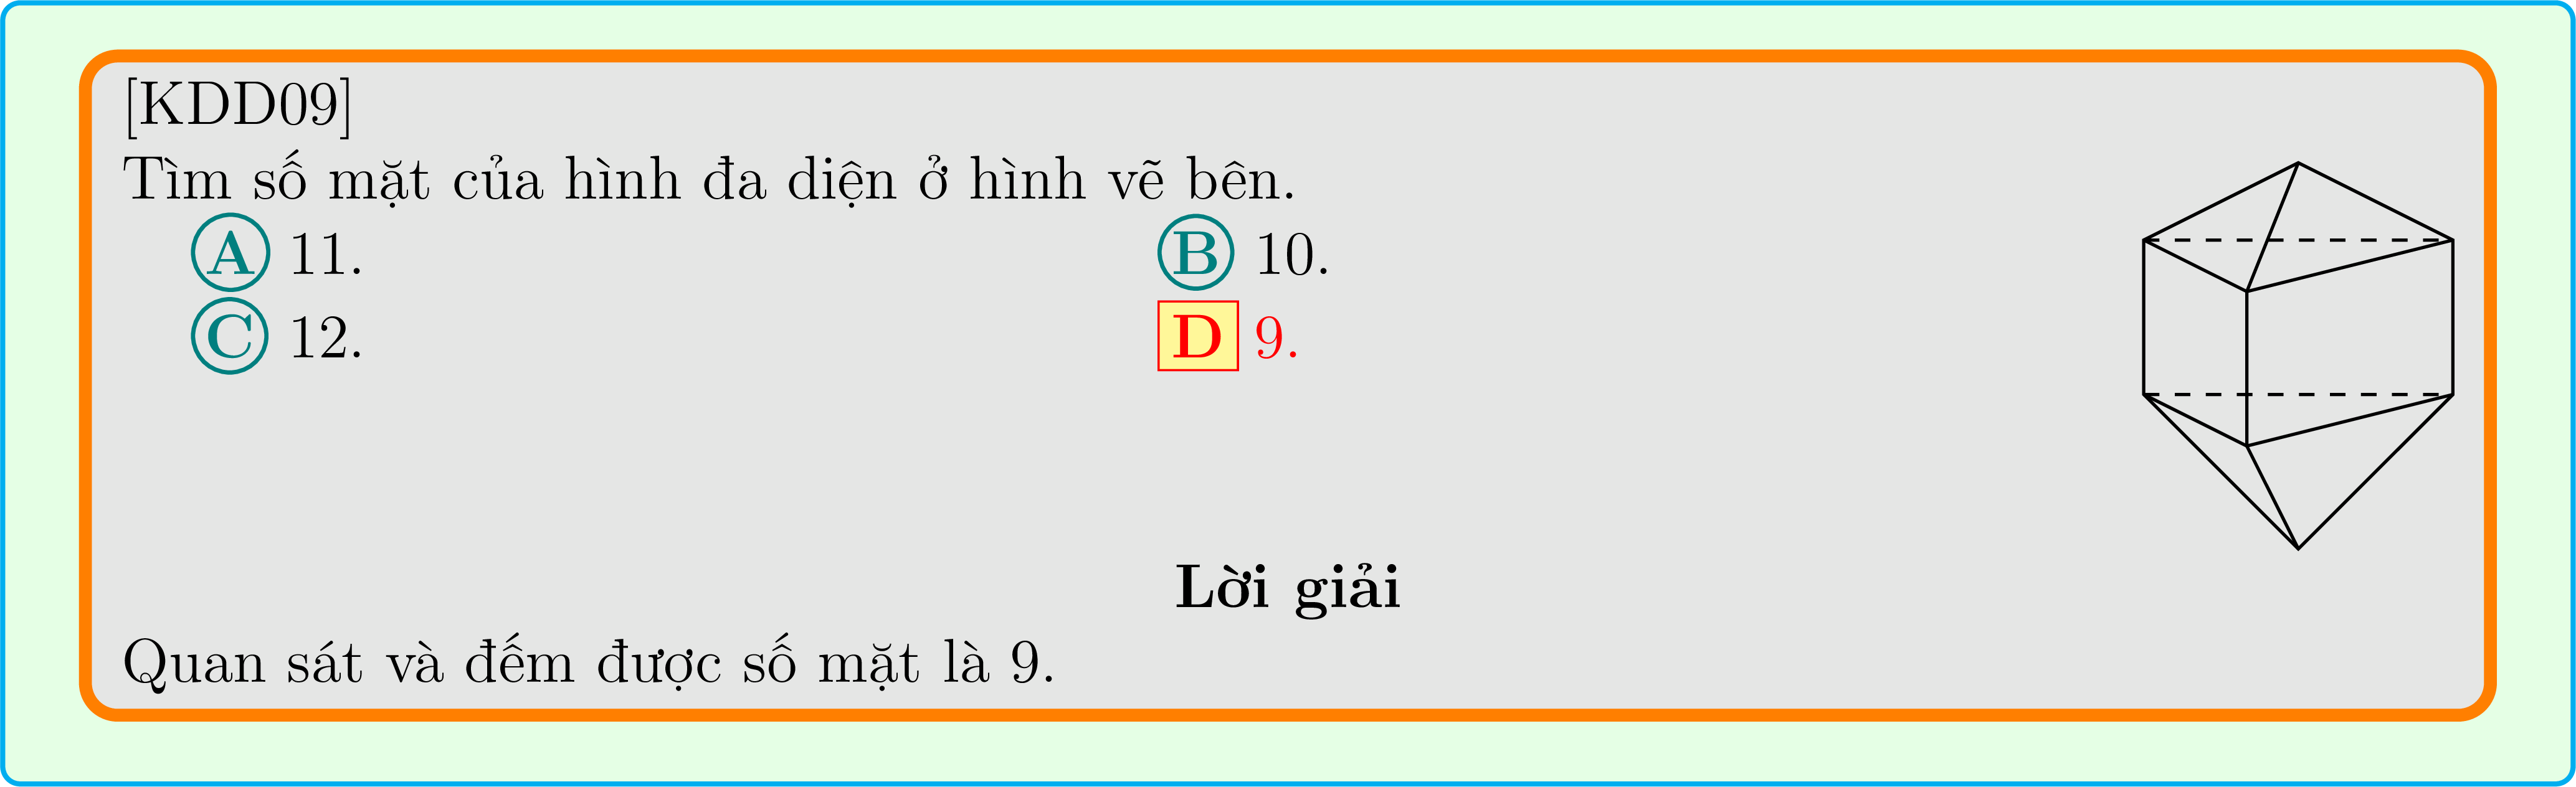 [KDD09]
Tìm số mặt của hình đa diện ở hình vẽ bên.
A 11.
B 10.
C 12.
D 9.
Lời giải
Quan sát và đếm được số mặt là 9.